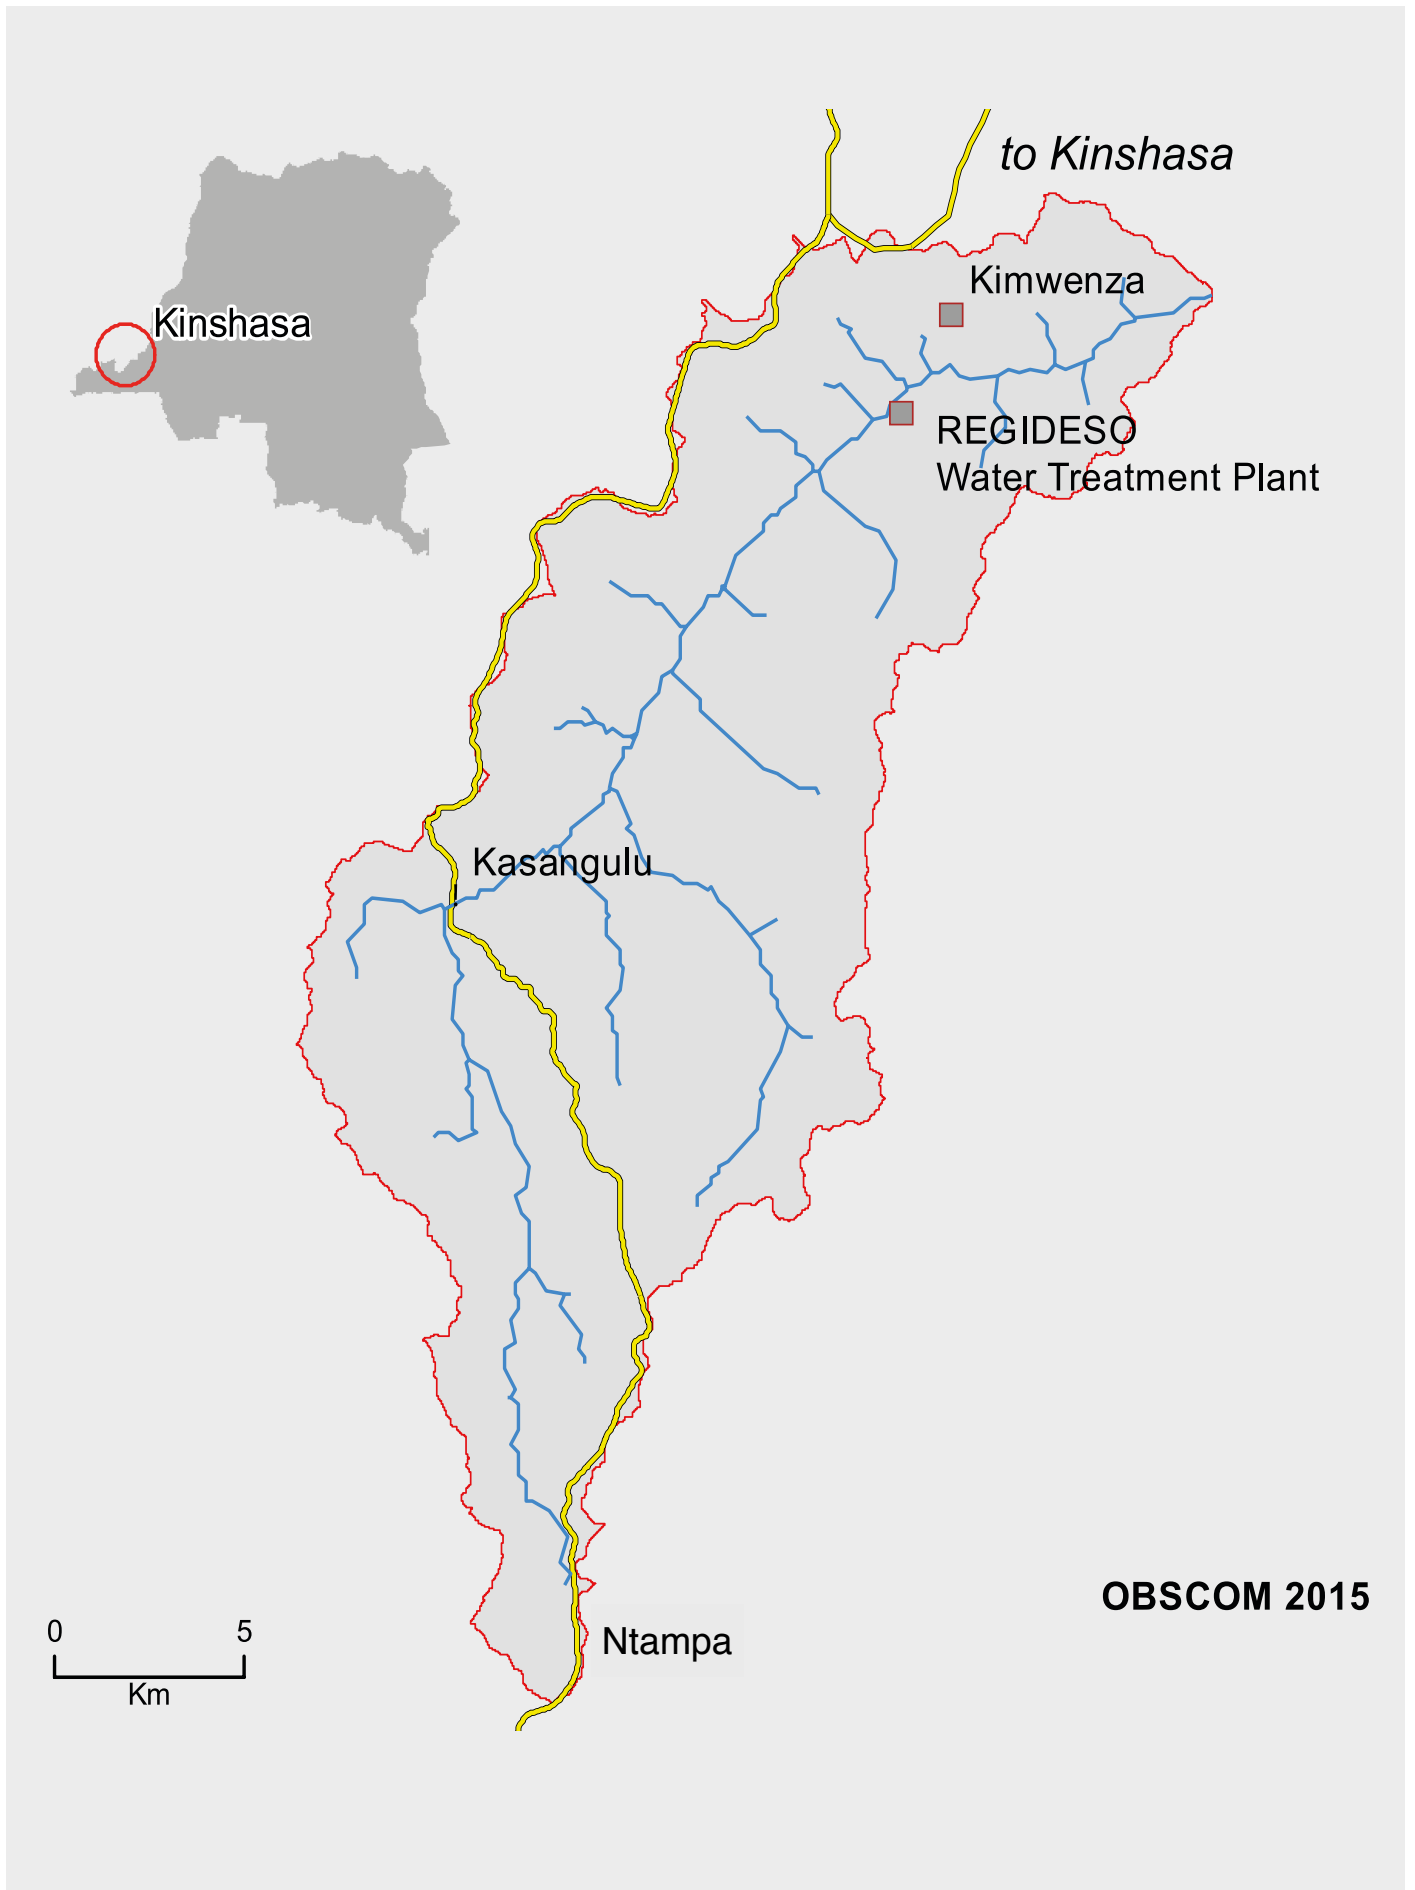 to Kinshasa
Kimwenza
Kinshasa
REGIDESO
Water Treatment Plant
Kasangulu
OBSCOM 2015
0 5
Ntampa
Km